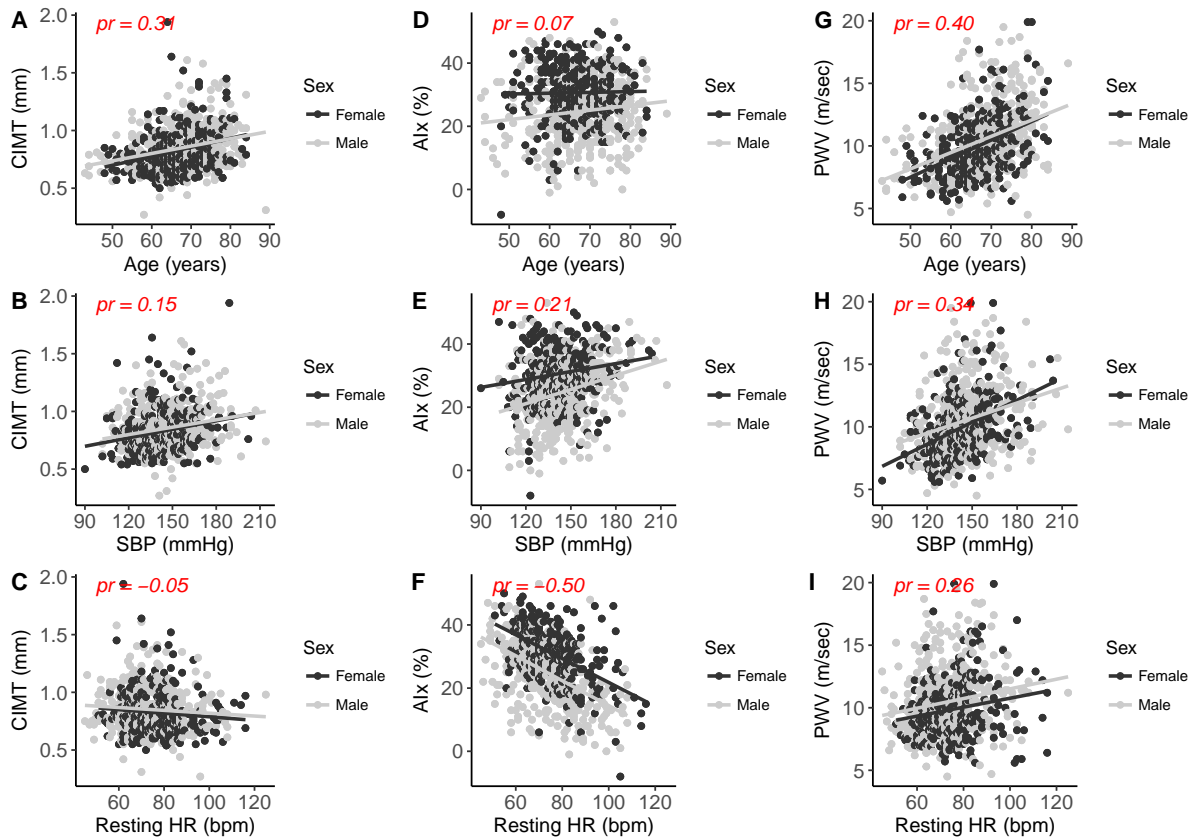 A
pr = 0.31
CIMT (mm)
2.0
1.5
1.0
0.5
50 60 70 80 90
Age (years)
Sex
Female
Male
D
pr = 0.07
AIx (%)
40
20
0
50 60 70 80 90
Age (years)
Sex
Female
Male
G
pr = 0.40
PWV (m/sec)
20
15
10
5
50 60 70 80 90
Age (years)
Sex
Female
Male
B
pr = 0.15
CIMT (mm)
2.0
1.5
1.0
0.5
90 120 150 180 210
SBP (mmHg)
Sex
Female
Male
E
pr = 0.21
AIx (%)
40
20
0
90 120 150 180 210
SBP (mmHg)
Sex
Female
Male
H
pr = 0.34
PWV (m/sec)
20
15
10
5
90 120 150 180 210
SBP (mmHg)
Sex
Female
Male
C
pr = −0.05
CIMT (mm)
2.0
1.5
1.0
0.5
60 80 100 120
Resting HR (bpm)
Sex
Female
Male
F
pr = −0.50
AIx (%)
40
20
0
60 80 100 120
Resting HR (bpm)
Sex
Female
Male
I
pr = 0.26
PWV (m/sec)
20
15
10
5
60 80 100 120
Resting HR (bpm)
Sex
Female
Male